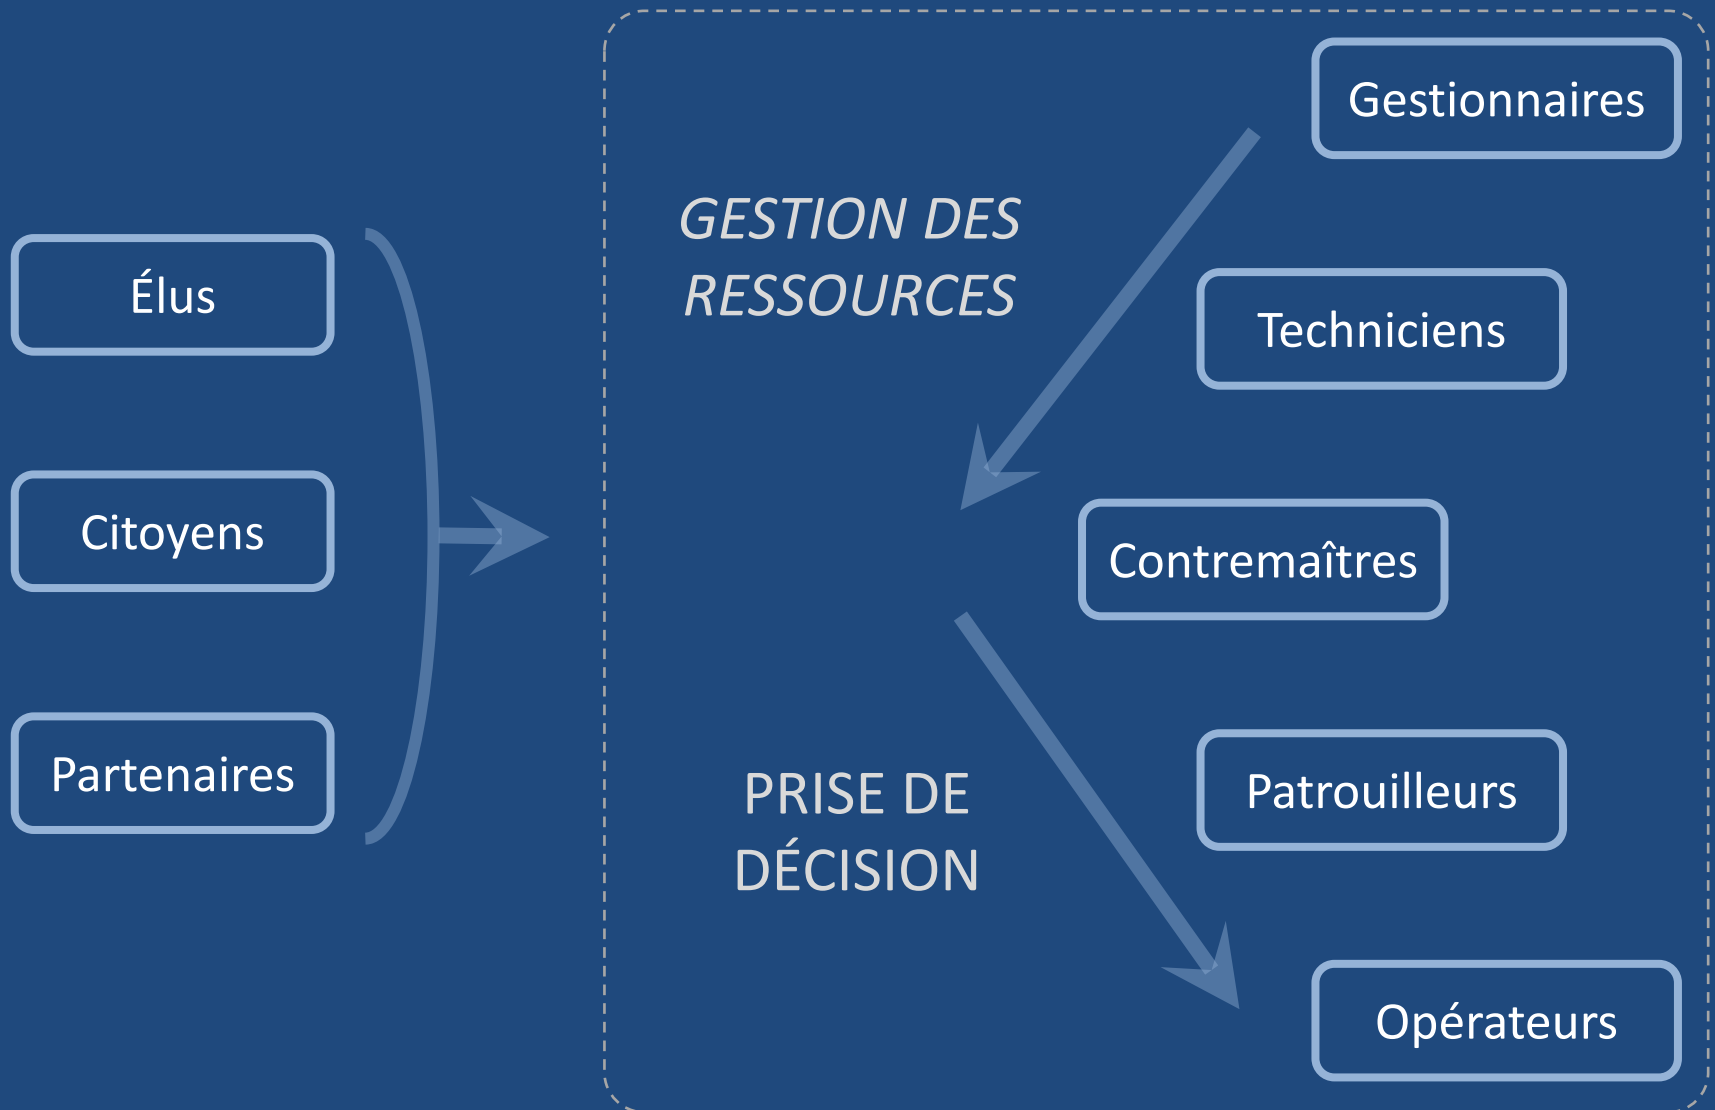 Élus
Citoyens
Partenaires
GESTION DES
RESSOURCES
PRISE DE
DÉCISION
Gestionnaires
Techniciens
Contremaîtres
Patrouilleurs
Opérateurs